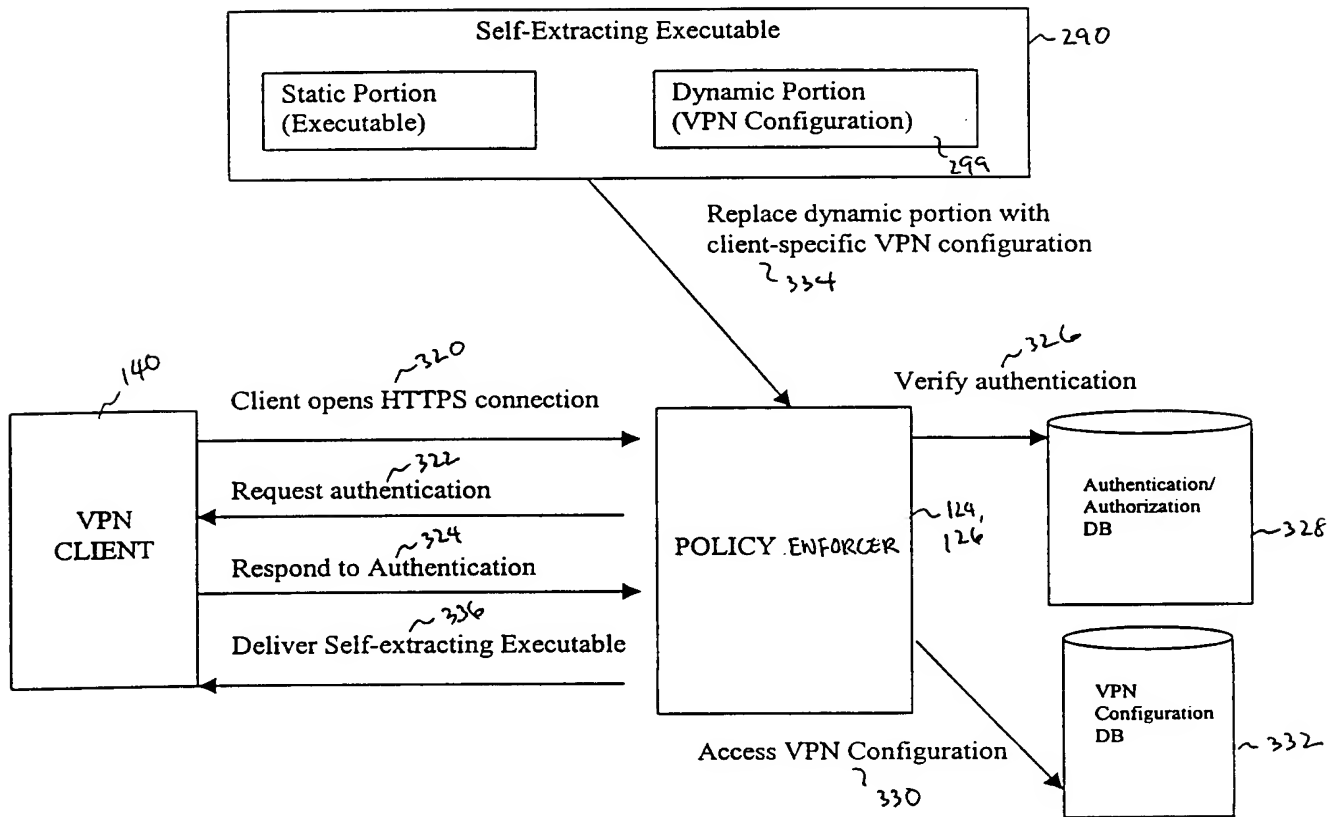 Self-Extracting Executable
290
Static Portion
(Executable)
Dynamic Portion
(VPN Configuration)
299
Replace dynamic portion with
client-specific VPN configuration
334
140
320
Client opens HTTPS connection
322
Request authentication
324
Respond to Authentication
336
Deliver Self-extracting Executable
VPN
CLIENT
POLICY ENFORCER
124,
126
326
Verify authentication
Authentication/
Authorization
DB
328
VPN
Configuration
DB
332
Access VPN Configuration
330